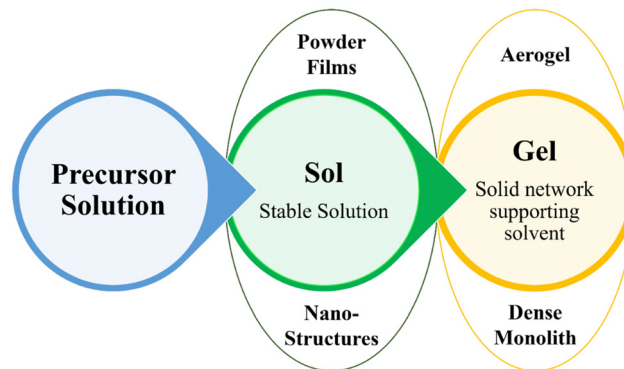 Precursor
Solution
Powder
Films
Sol
Stable Solution
Nano-
Structures
Aerogel
Gel
Solid network
supporting
solvent
Dense
Monolith